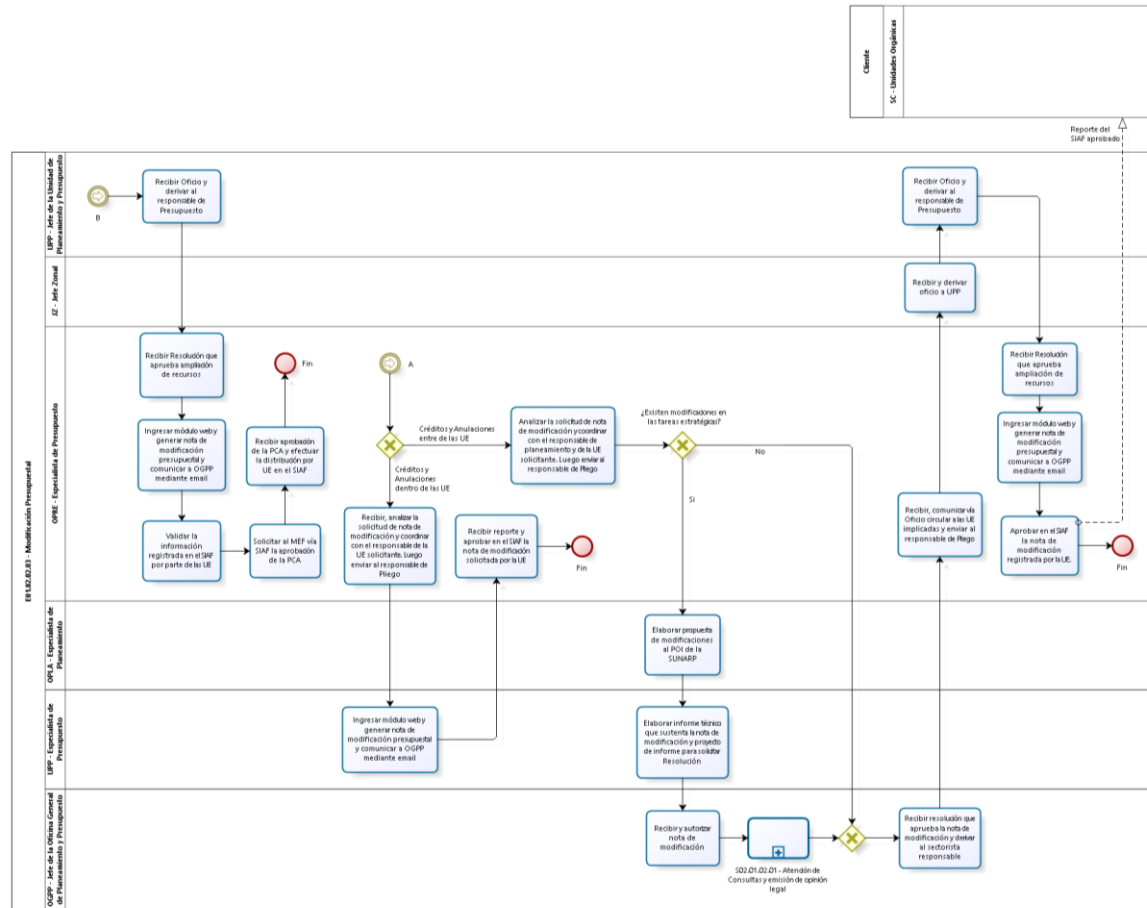 Cliente
SC - Unidades Orgánicas
Reporte del
SIAF aprobado
E01.02.02.03 - Modificación Presupuestal
UPP - Jefe de la Unidad de
Planeamiento y Presupuesto
B
Recibir Oficio y
derivar al
responsable de
Presupuesto
Recibir Oficio y
derivar al
responsable de
Presupuesto
JZ - Jefe Zonal
Recibir y derivar
oficio a UPP
OPRE - Especialista de Presupuesto
Recibir Resolución que
aprueba ampliación
de recursos
Ingresar módulo web y
generar nota de
modificación
presupuestal y
comunicar a OGPP
mediante email
Validar la
información
registrada en el SIAF
por parte de las UE
Fin
Recibir aprobación
de la PCA y efectuar
la distribución por
UE en el SIAF
Solicitar al MEF vía
SIAF la aprobación
de la PCA
A
Créditos y Anulaciones
entre de las UE
Créditos y
Anulaciones
dentro de las UE
Recibir, analizar la
solicitud de nota de
modificación y coordinar
con el responsable de la
UE solicitante. Luego
enviar al responsable de
Pliego
Analizar la solicitud de nota
de modificación y coordinar
con el responsable de
planeamiento y de la UE
solicitante. Luego enviar al
responsable de Pliego
Recibir reporte y
aprobar en el SIAF la
nota de modificación
solicitada por la UE
Fin
¿Existen modificaciones en
las tareas estratégicas?
No
Si
Recibir, comunicar vía
Oficio circular a las UE
implicadas y enviar al
responsable de Pliego
Recibir Resolución
que aprueba
ampliación de
recursos
Ingresar módulo web y
generar nota de
modificación
presupuestal y
comunicar a OGPP
mediante email
Aprobar en el SIAF
la nota de
modificación
registrada por la UE.
Fin
OPLA - Especialista de
Planeamiento
Elaborar propuesta
de modificaciones
al POI de la
SUNARP
UPP - Especialista de
Presupuesto
Ingresar módulo web y
generar nota de
modificación presupuestal
y comunicar a OGPP
mediante email
Elaborar informe técnico
que sustenta la nota de
modificación y proyecto
de informe para solicitar
Resolución
OGPP - Jefe de la Oficina General
de Planeamiento y Presupuesto
Recibir y autorizar
nota de
modificación
S02.01.02.01 - Atención de
Consultas y emisión de opinión
legal
Recibir resolución que
aprueba la nota de
modificación y derivar
al sectorista
responsable